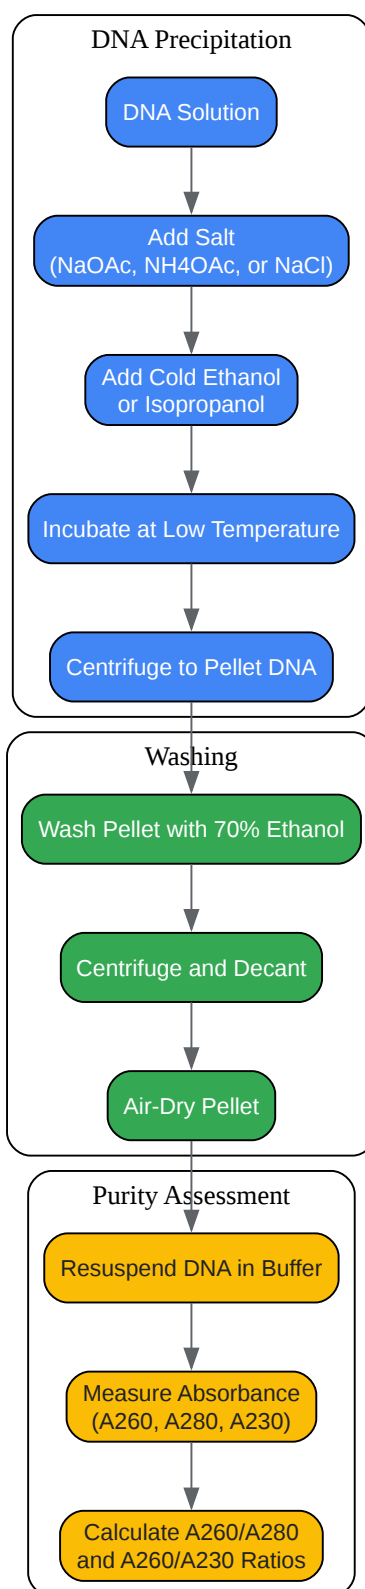 DNA Precipitation
DNA Solution
Add Salt
(NaOAc, NH4OAc, or NaCl)
Add Cold Ethanol
or Isopropanol
Incubate at Low Temperature
Centrifuge to Pellet DNA
Washing
Wash Pellet with 70% Ethanol
Centrifuge and Decant
Air-Dry Pellet
Purity Assessment
Resuspend DNA in Buffer
Measure Absorbance
(A260, A280, A230)
Calculate A260/A280
and A260/A230 Ratios